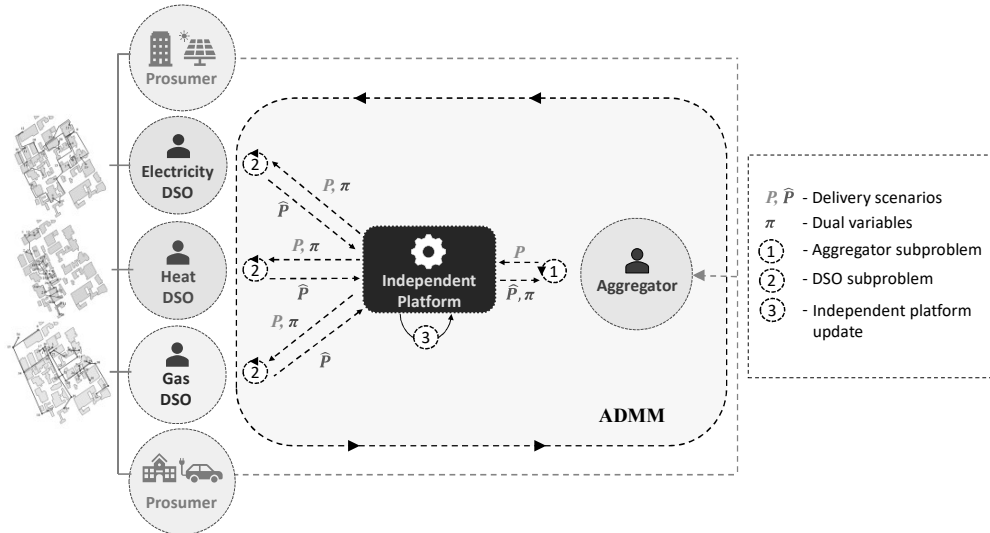 Prosumer
Electricity
DSO
Heat
DSO
Gas
DSO
Prosumer
2
P, π
P̂
2
P, π
P̂
2
P, π
P̂
Independent
Platform
3
P
1
P̂, π
Aggregator
ADMM
P, P̂ - Delivery scenarios
π - Dual variables
1 - Aggregator subproblem
2 - DSO subproblem
3 - Independent platform
update